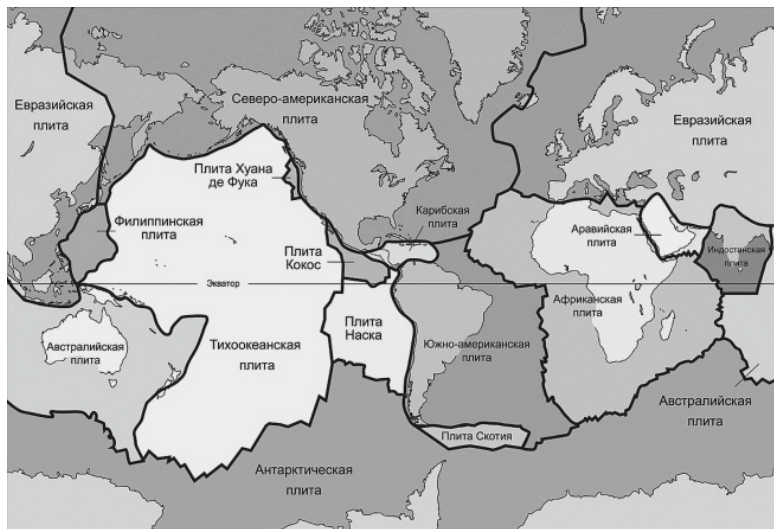 Евразийская
плита
Северо-американская
плита
Евразийская
плита
Плита Хуана
де Фука
Филиппинская
плита
Карибская
плита
Аравийская
плита
Индостанская
плита
Плита
Кокос
Экватор
Африканская
плита
Австралийская
плита
Тихоокеанская
плита
Плита
Наска
Южно-американская
плита
Австралийская
плита
Плита Скотия
Антарктическая
плита